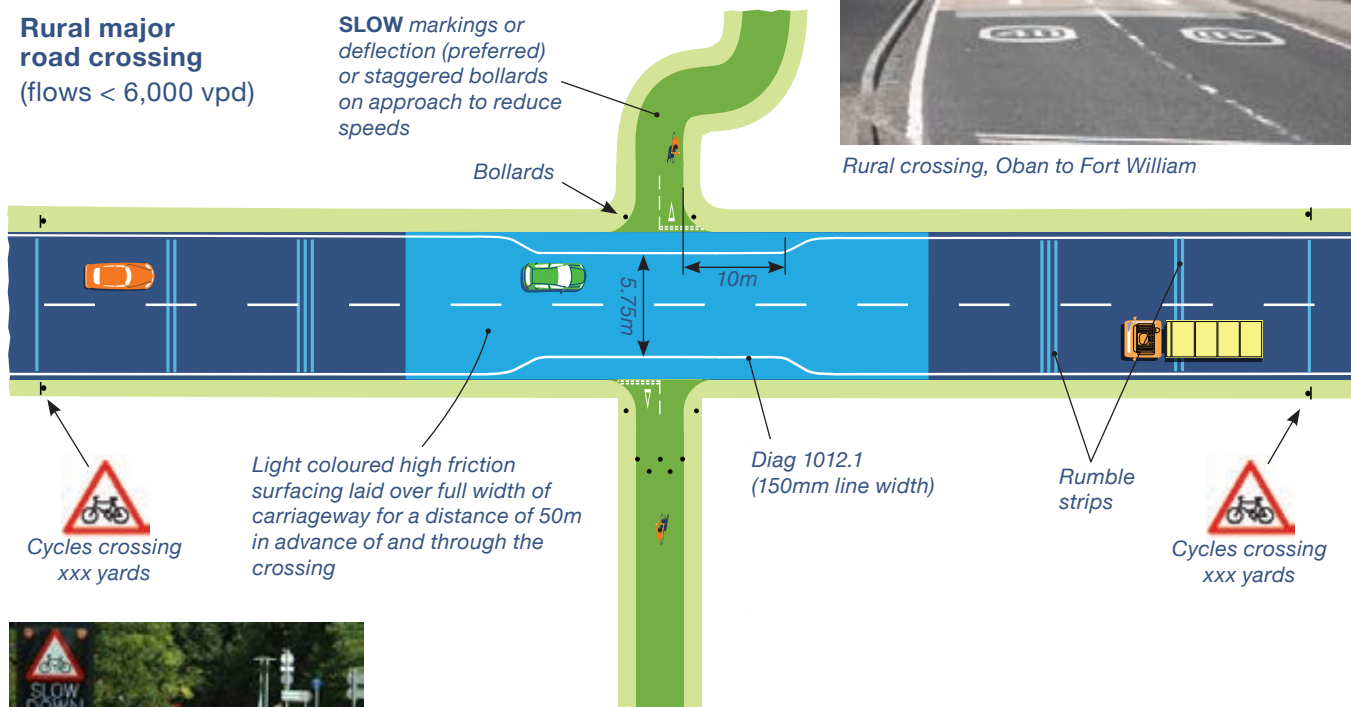 Rural major
road crossing
(flows < 6,000 vpd)
SLOW markings or
deflection (preferred)
or staggered bollards
on approach to reduce
speeds
Bollards
Rural crossing, Oban to Fort William
10m
5.75m
Cycles crossing
xxx yards
Light coloured high friction
surfacing laid over full width of
carriageway for a distance of 50m
in advance of and through the
crossing
Diag 1012.1
(150mm line width)
Rumble
strips
Cycles crossing
xxx yards
SLOW
DOWN